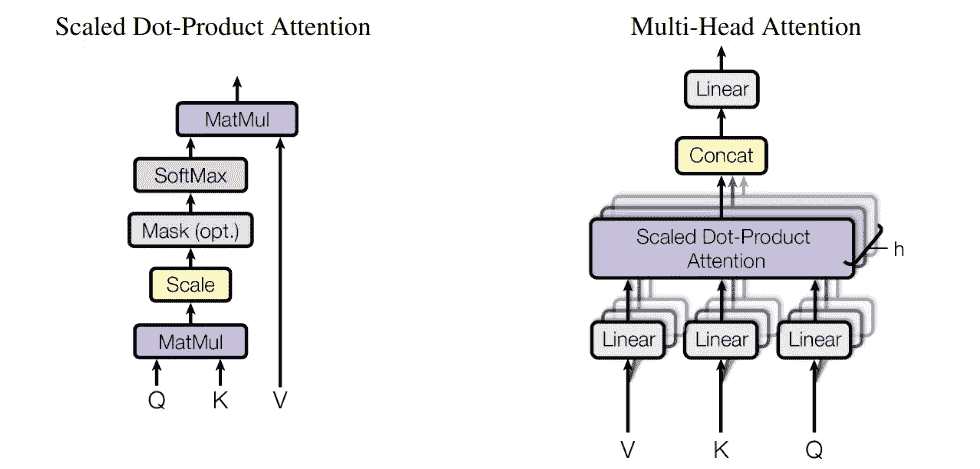 Scaled Dot-Product Attention
MatMul
SoftMax
Mask (opt.)
Scale
MatMul
Q K V
Multi-Head Attention
Linear
Concat
Scaled Dot-Product
Attention
h
Linear Linear Linear
V K Q